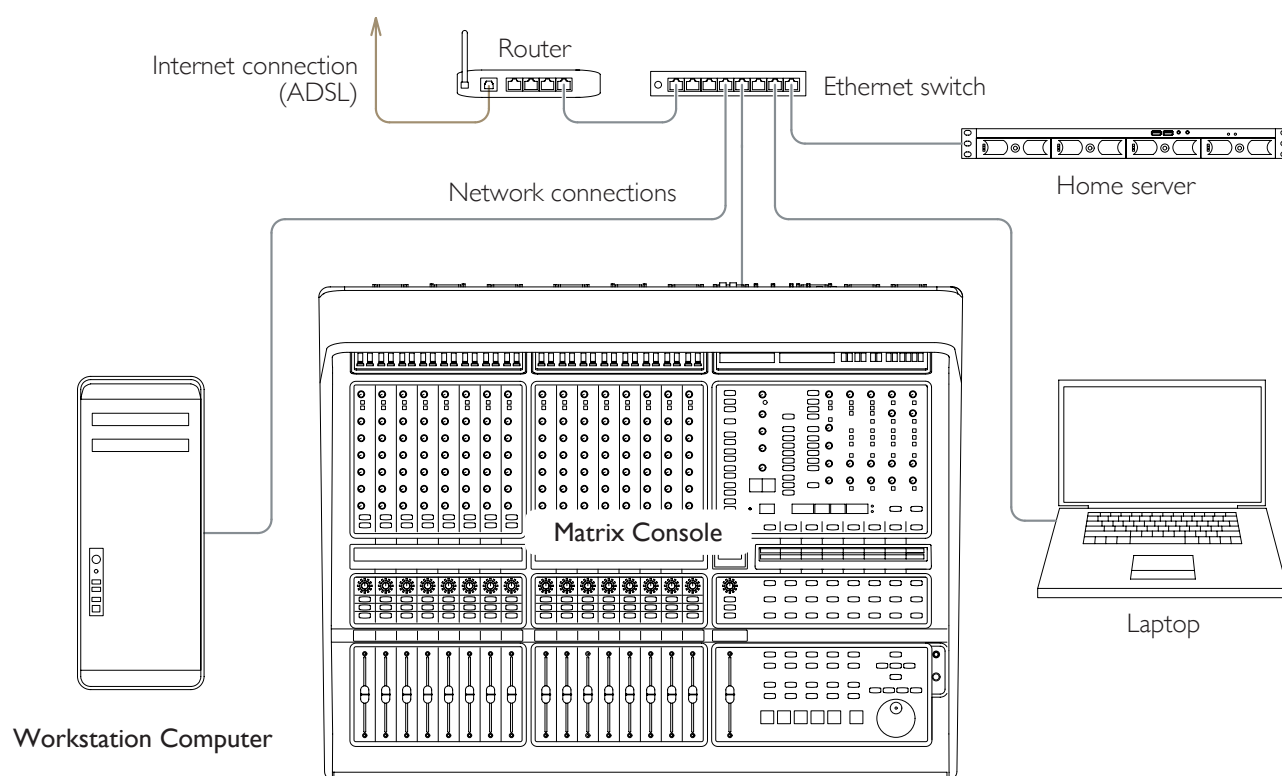 Router
Internet connection
(ADSL)
Ethernet switch
Home server
Network connections
Matrix Console
Laptop
Workstation Computer